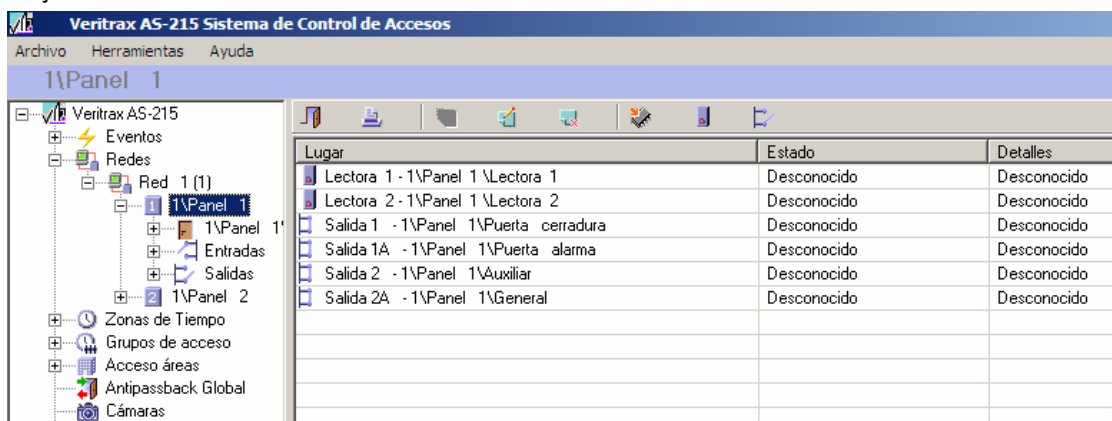 Veritrax AS-215 Sistema de Control de Accesos
Archivo Herramientas Ayuda
1\Panel 1
Veritrax AS-215
Eventos
Redes
Red 1 (1)
1 1\Panel 1
1\Panel 1
Entradas
Salidas
2 1\Panel 2
Zonas de Tiempo
Grupos de acceso
Acceso áreas
Antipassback Global
Cámaras
Lugar Estado Detalles
Lectora 1 - 1\Panel 1 \Lectora 1 Desconocido Desconocido
Lectora 2 - 1\Panel 1 \Lectora 2 Desconocido Desconocido
Salida 1 - 1\Panel 1\Puerta cerradura Desconocido Desconocido
Salida 1A - 1\Panel 1\Puerta alarma Desconocido Desconocido
Salida 2 - 1\Panel 1\Auxiliar Desconocido Desconocido
Salida 2A - 1\Panel 1\General Desconocido Desconocido